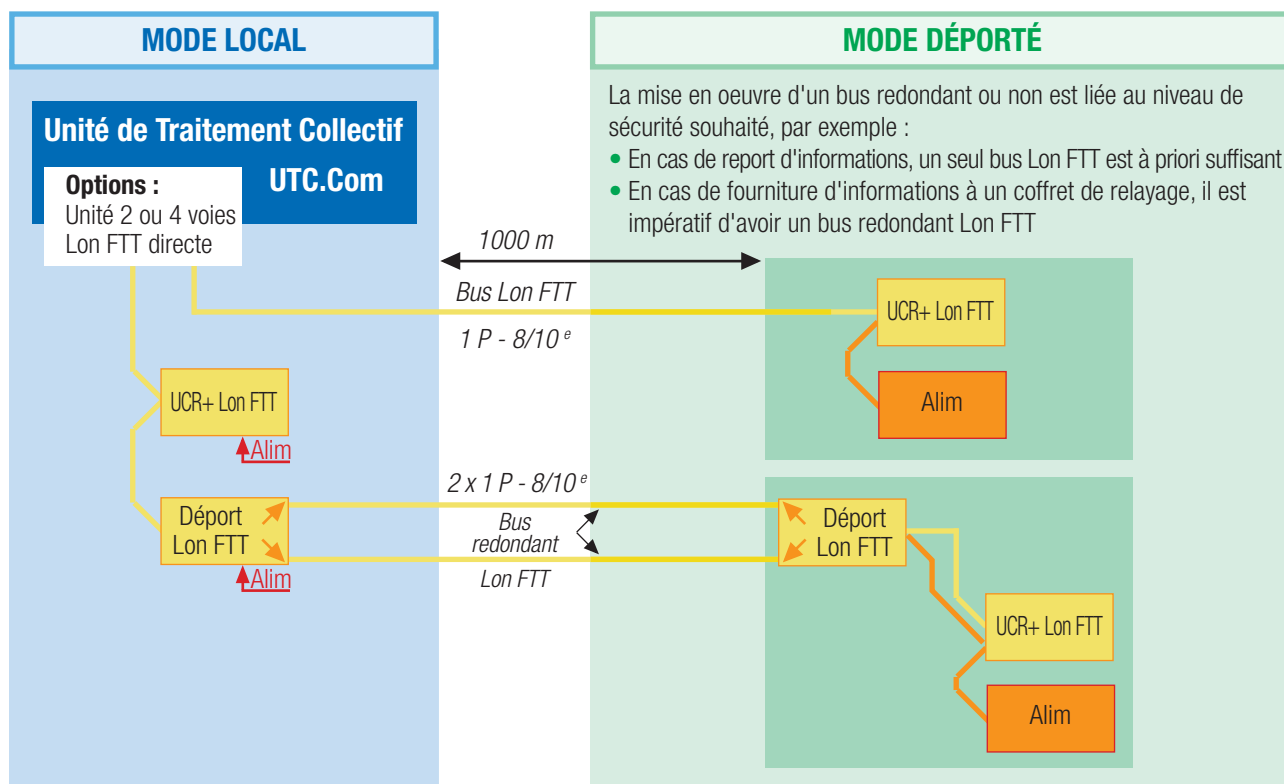 MODE LOCAL
Unité de Traitement Collectif
UTC.Com
Options :
Unité 2 ou 4 voies
Lon FTT directe
UCR+ Lon FTT
Alim
Déport
Lon FTT
Alim
1000 m
Bus Lon FTT
1 P - 8/10 e
2 x 1 P - 8/10 e
Bus
redondant
Lon FTT
MODE DÉPORTÉ
La mise en oeuvre d'un bus redondant ou non est liée au niveau de
sécurité souhaité, par exemple :
• En cas de report d'informations, un seul bus Lon FTT est à priori suffisant
• En cas de fourniture d'informations à un coffret de relayage, il est
impératif d'avoir un bus redondant Lon FTT
UCR+ Lon FTT
Alim
Déport
Lon FTT
UCR+ Lon FTT
Alim